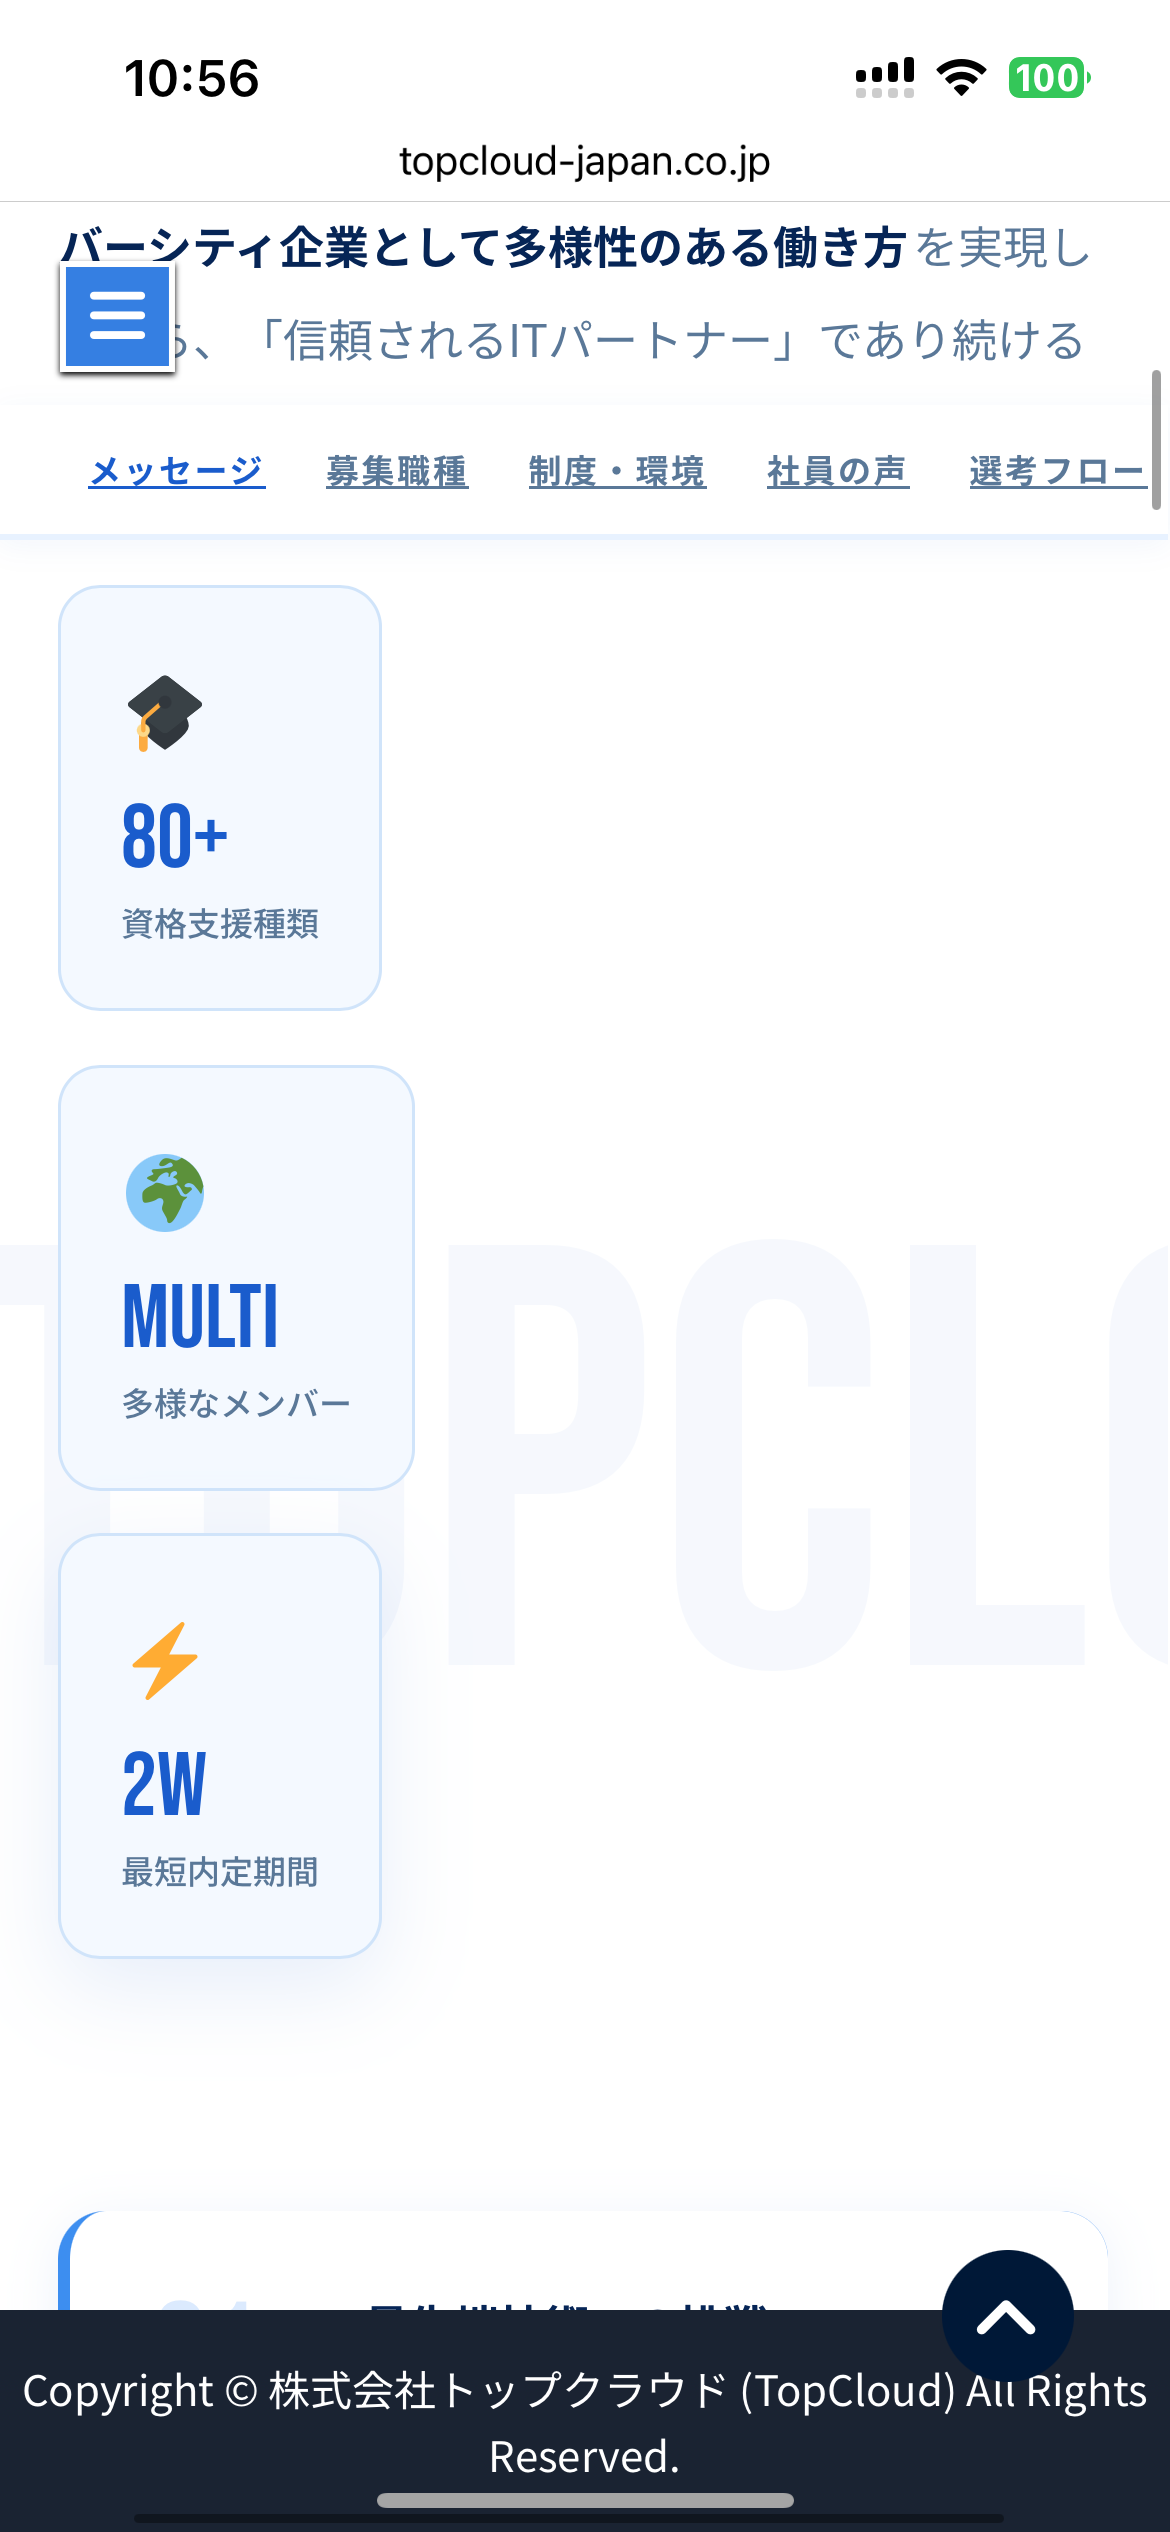 10:56
100
topcloud-japan.co.jp
バーシティ企業として多様性のある働き方を実現し
、「信頼されるITパートナー」であり続ける
メッセージ 募集職種 制度・環境 社員の声 選考フロー
80+
資格支援種類
MULTI
多様なメンバー
TOPCLO
2W
最短内定期間
Copyright © 株式会社トップクラウド (TopCloud) All Rights
Reserved.